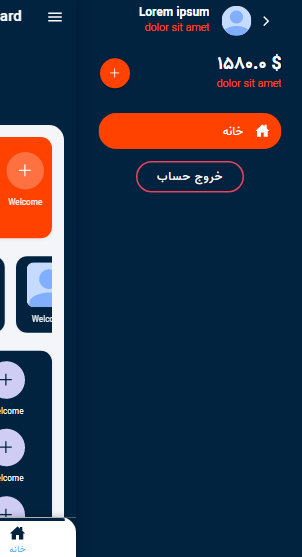 ard
Lorem ipsum
dolor sit amet
۱۵۸۰.۰ $
dolor sit amet
خانه
خروج حساب
Welcome
Welco
elcome
elcome
خانه